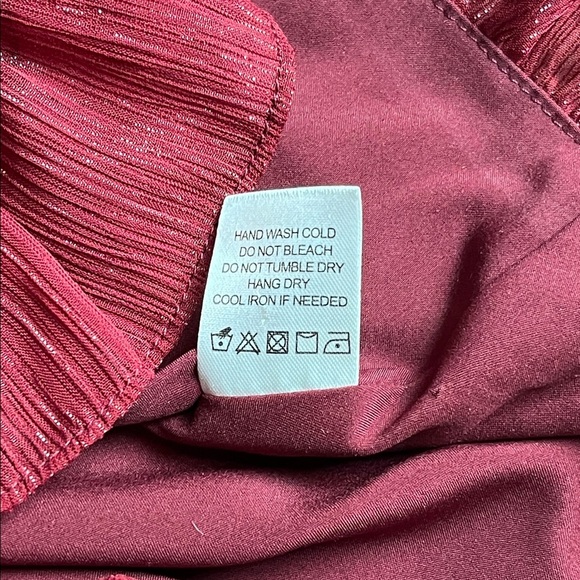 HAND WASH COLD
DO NOT BLEACH
DO NOT TUMBLE DRY
HANG DRY
COOL IRON IF NEEDED